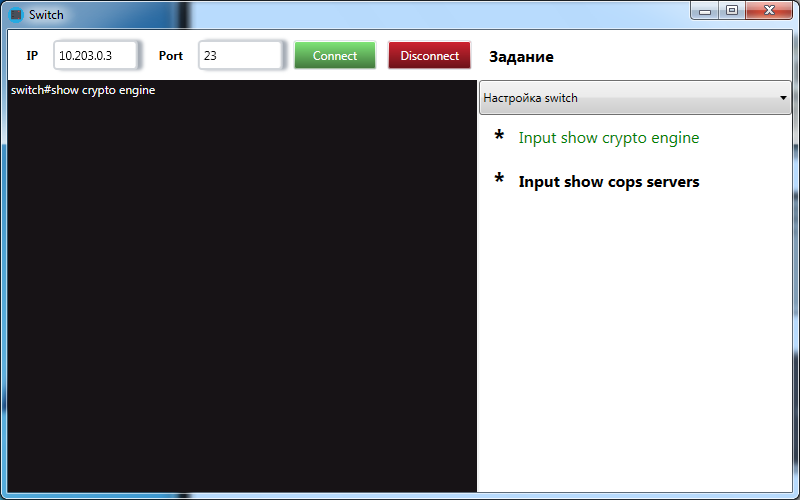 Switch
IP 10.203.0.3 Port 23 Connect Disconnect Задание
switch#show crypto engine
Настройка switch
* Input show crypto engine
* Input show cops servers